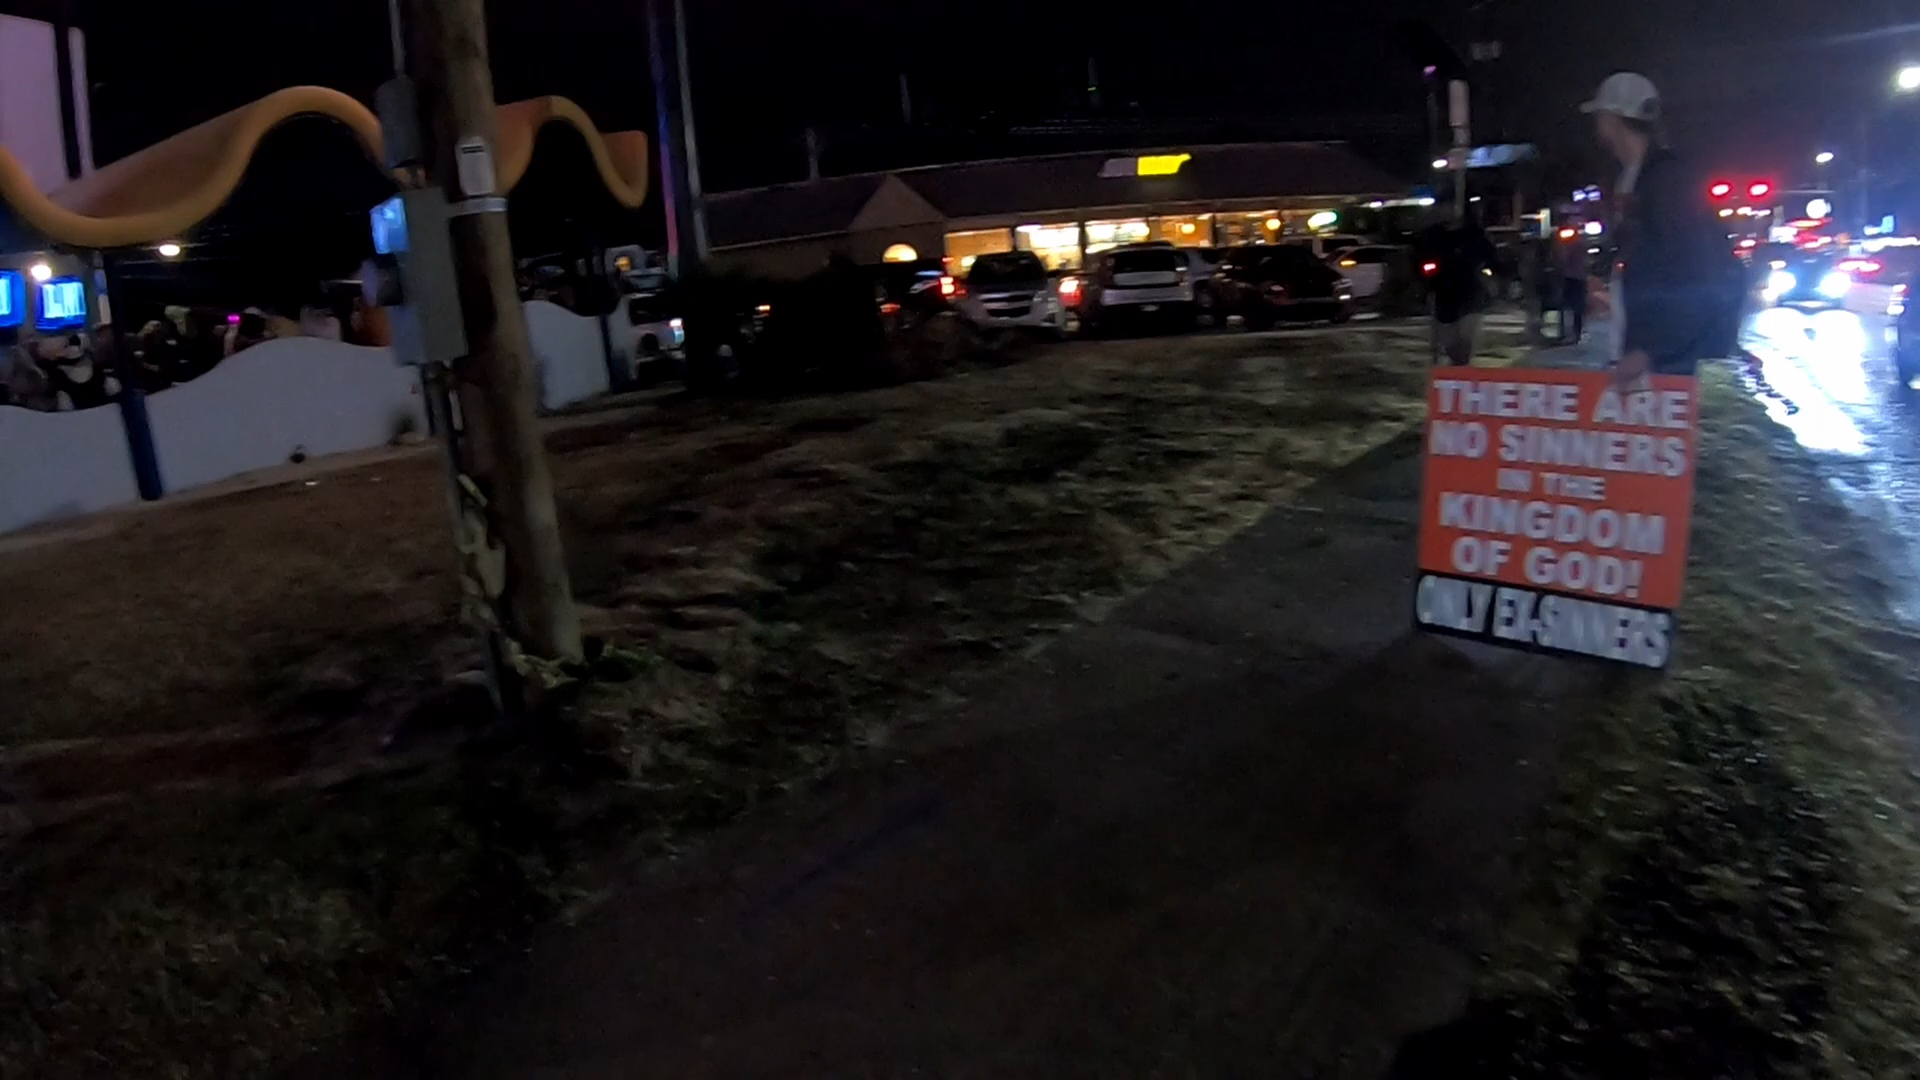 THERE ARE
NO SINNERS
IN THE
KINGDOM
OF GOD!
ONLY EX-SINNERS